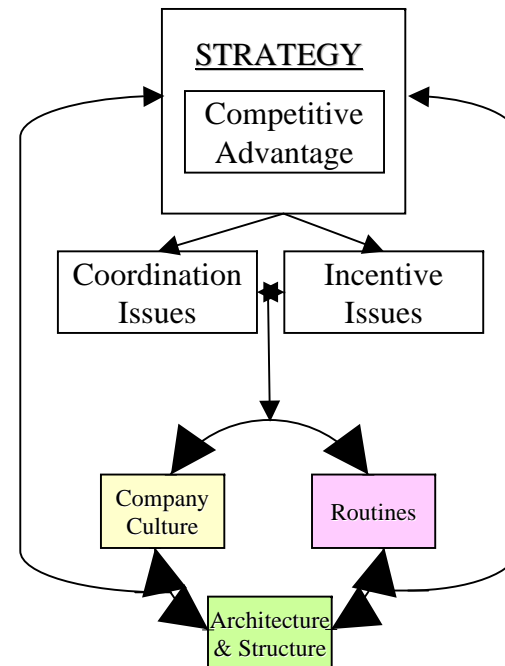 STRATEGY
Competitive
Advantage
Coordination
Issues
Incentive
Issues
Company
Culture
Routines
Architecture
& Structure